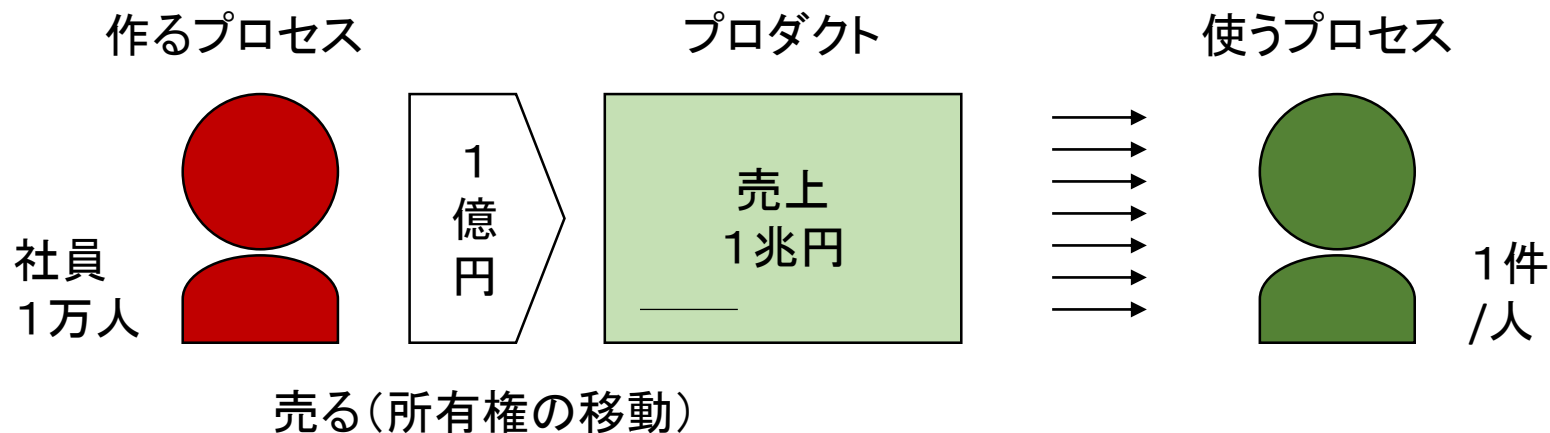 作るプロセス
プロダクト
使うプロセス
社員
１万人
１
億
円
売上
１兆円
１件
/人
売る（所有権の移動）